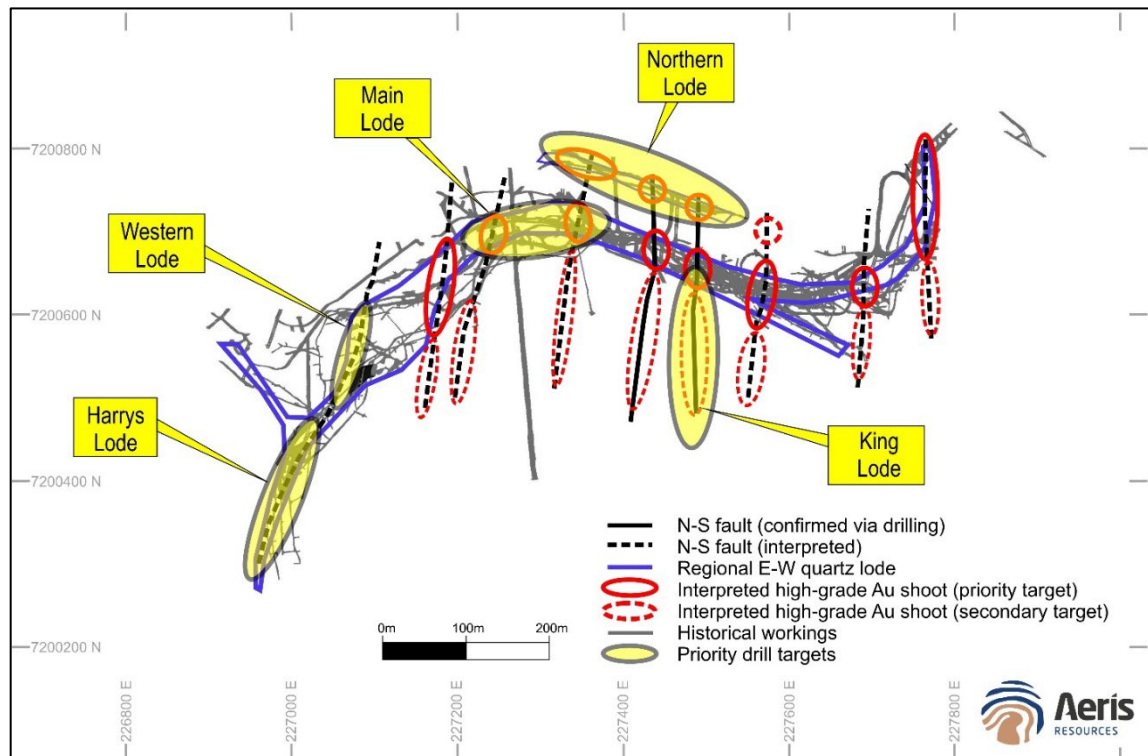 Northern
Lode
Main
Lode
7200800 N
Western
Lode
7200600 N
Harrys
Lode
King
Lode
7200400 N
N-S fault (confirmed via drilling)
N-S fault (interpreted)
Regional E-W quartz lode
Interpreted high-grade Au shoot (priority target)
Interpreted high-grade Au shoot (secondary target)
Historical workings
Priority drill targets
0m 100m 200m
7200200 N
226800 E
227000 E
227200 E
227400 E
227600 E
227800 E
Aeris
RESOURCES